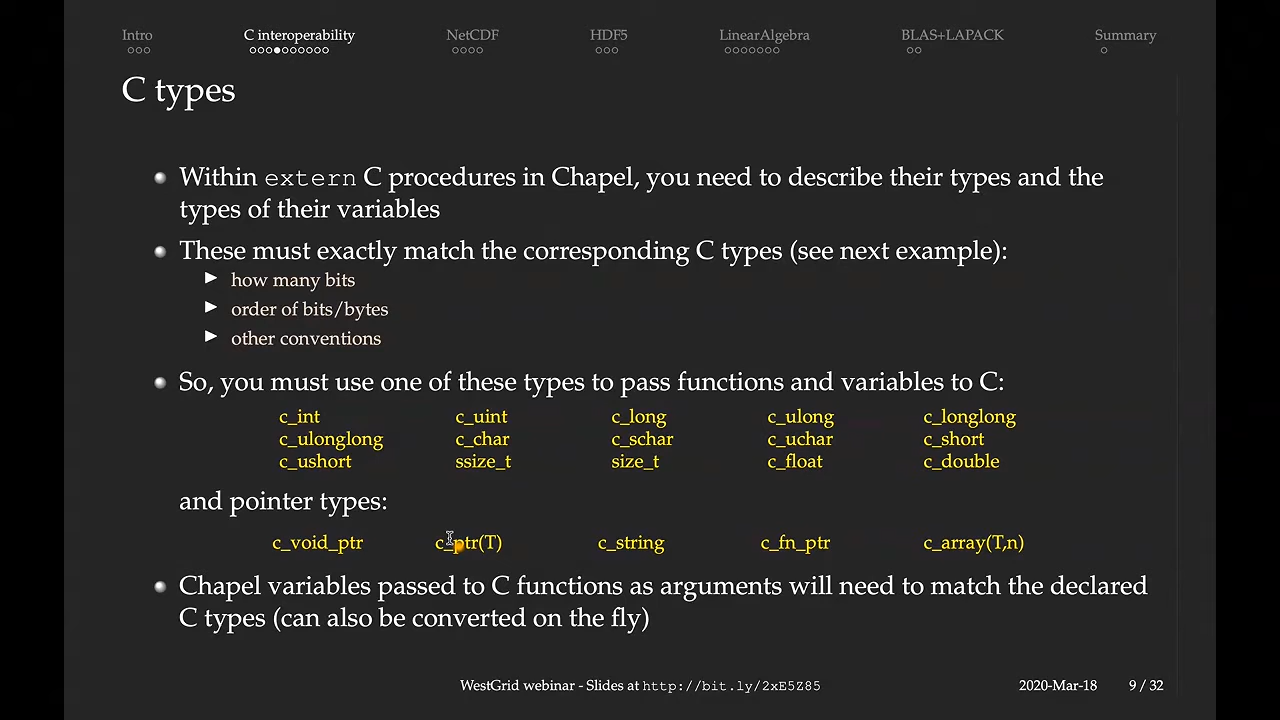 Intro C interoperability NetCDF HDF5 LinearAlgebra BLAS+LAPACK Summary
C types
Within extern C procedures in Chapel, you need to describe their types and the
types of their variables
These must exactly match the corresponding C types (see next example):
how many bits
order of bits/bytes
other conventions
So, you must use one of these types to pass functions and variables to C:
c_int c_uint c_long c_ulong c_longlong
c_ulonglong c_char c_schar c_uchar c_short
c_ushort ssize_t size_t c_float c_double
and pointer types:
c_void_ptr c_ptr(T) c_string c_fn_ptr c_array(T,n)
Chapel variables passed to C functions as arguments will need to match the declared
C types (can also be converted on the fly)
WestGrid webinar - Slides at http://bit.ly/2xE5Z85 2020-Mar-18 9 / 32